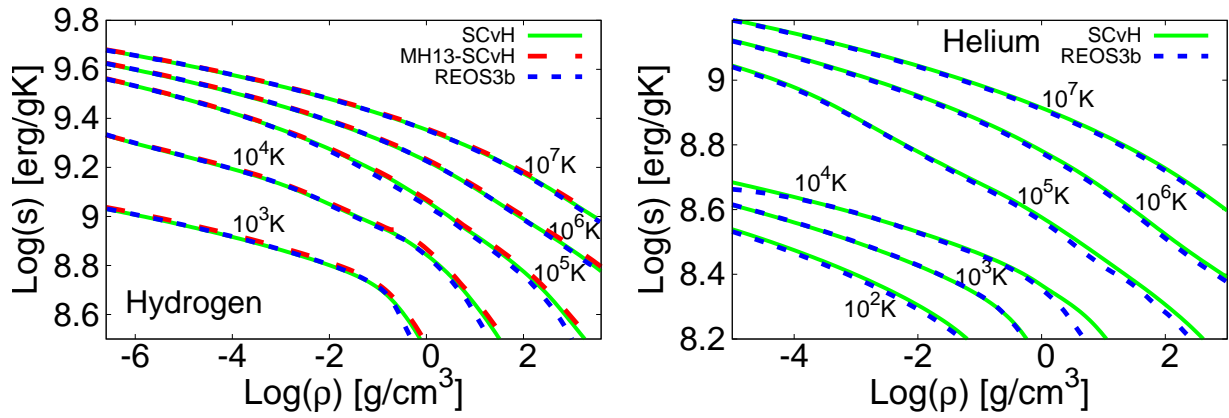 9.8
9.6
9.4
9.2
9
8.8
8.6
Log(s) [erg/gK]
SCvH
MH13-SCvH
REOS3b
10⁷K
10⁶K
10⁵K
10⁴K
10³K
Hydrogen
-6 -4 -2 0 2
Log(ρ) [g/cm³]
9
8.8
8.6
8.4
8.2
Log(s) [erg/gK]
Helium
SCvH
REOS3b
10⁷K
10⁶K
10⁵K
10⁴K
10³K
10²K
-4 -2 0 2
Log(ρ) [g/cm³]